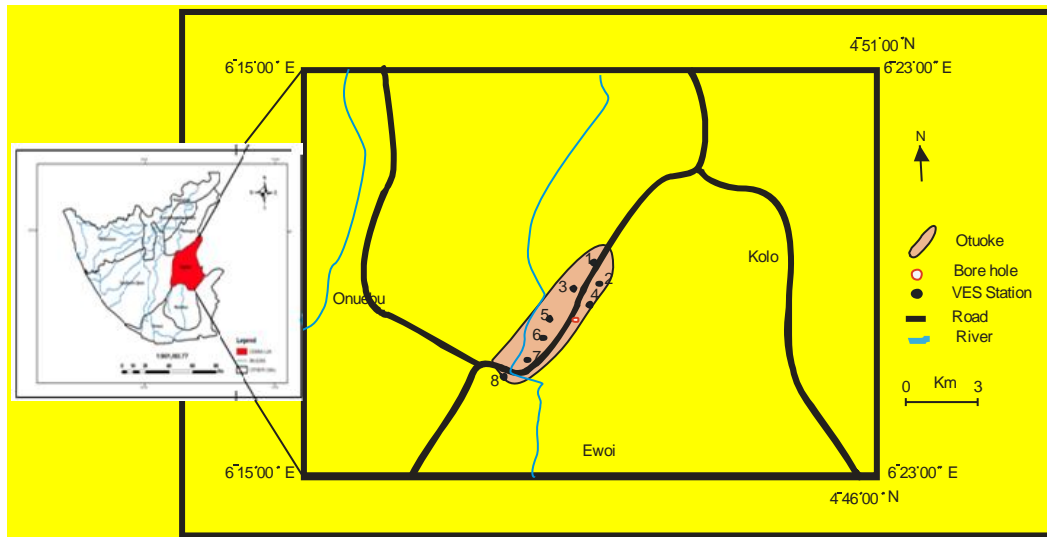 4°51'00"N
6°15'00" E
6°23'00" E
N
Otuoke
Bore hole
VES Station
Road
River
0 Km 3
Kolo
Onuebu
1
2
3
4
5
6
7
8
Ewoi
6°15'00" E
6°23'00" E
4°46'00"N
Legend